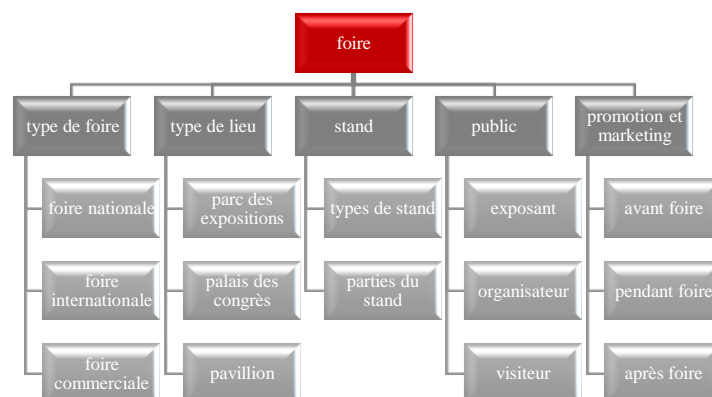 foire
type de foire
type de lieu
stand
public
promotion et
marketing
foire nationale
parc des
expositions
types de stand
exposant
avant foire
foire
internationale
palais des
congrès
parties du
stand
organisateur
pendant foire
foire
commerciale
pavillion
visiteur
après foire